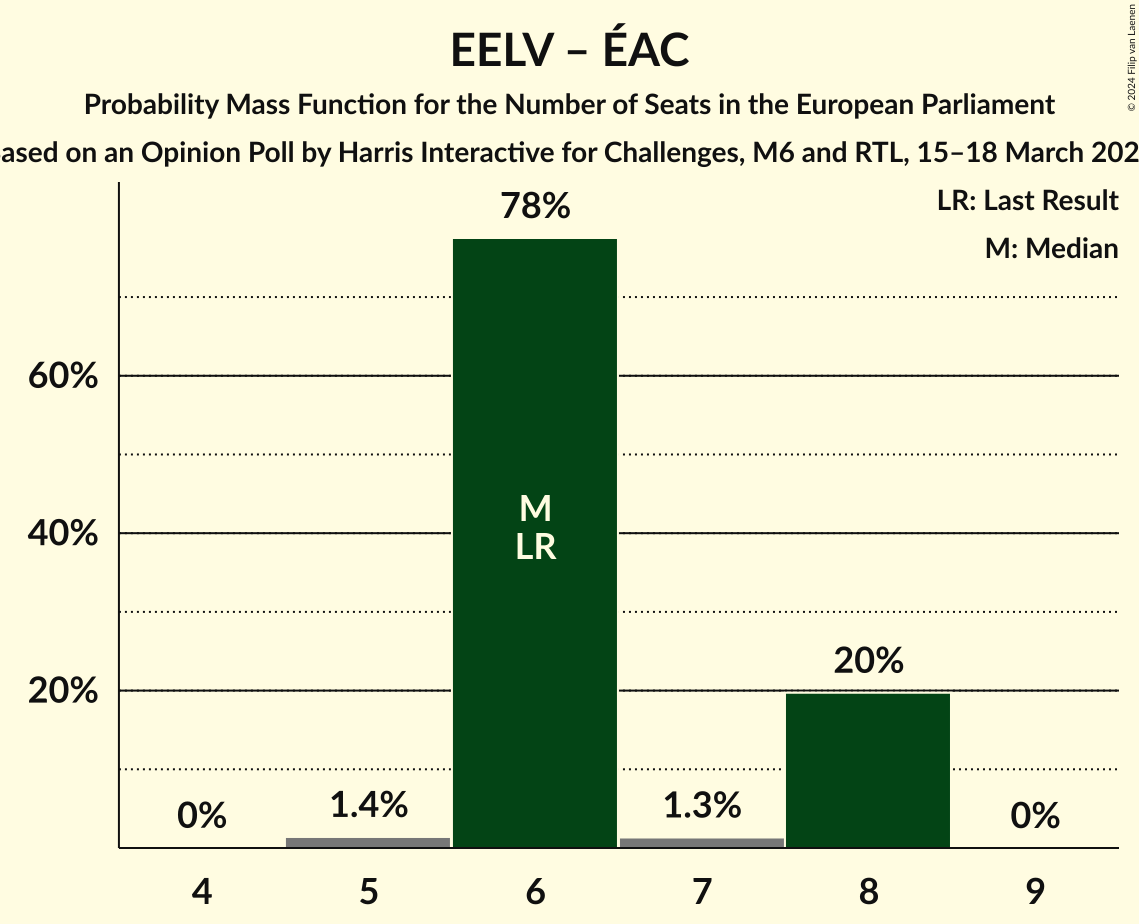 EELV – ÉAC
Probability Mass Function for the Number of Seats in the European Parliament
ased on an Opinion Poll by Harris Interactive for Challenges, M6 and RTL, 15–18 March 202
© 2024 Filip van Laenen
LR: Last Result
M: Median
78%
60%
M
40%
LR
20%
20%
0%
1.4%
1.3%
0%
4
5
6
7
8
9